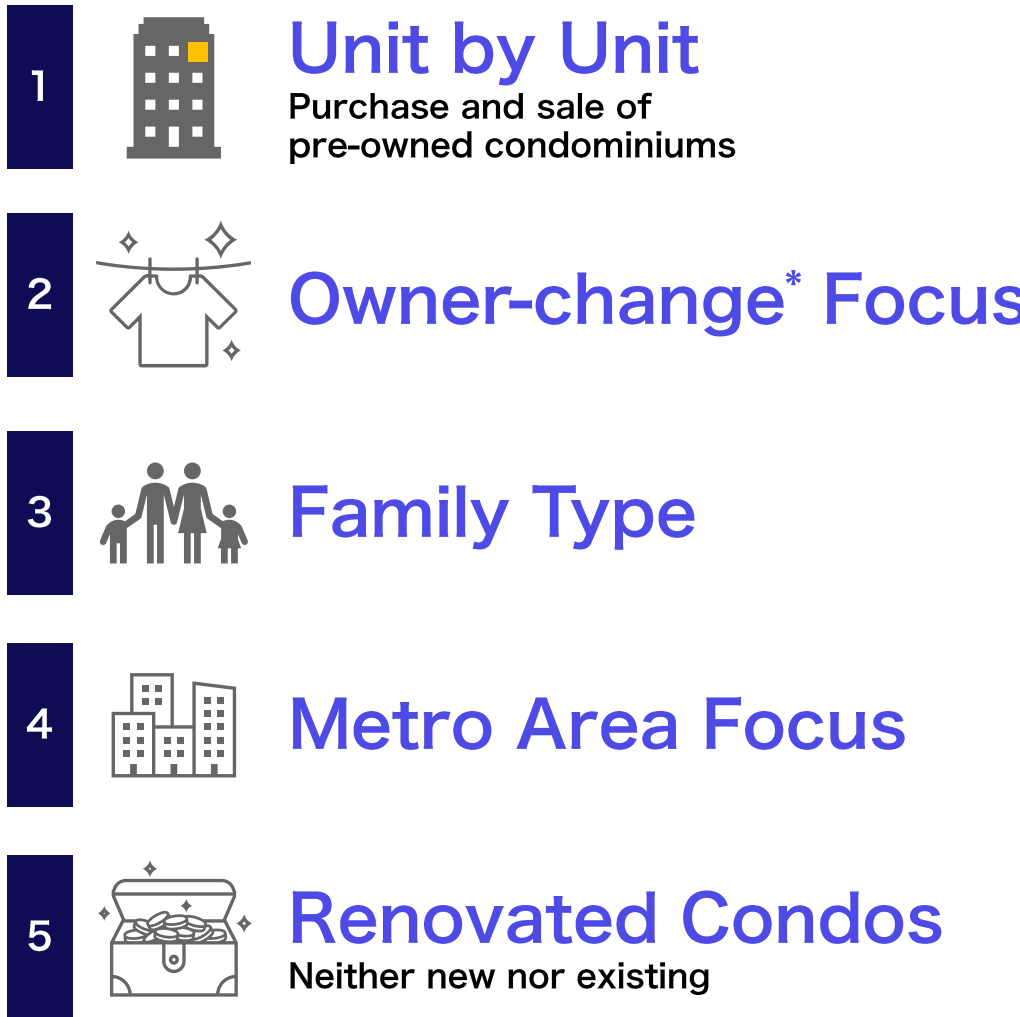 1
Unit by Unit
Purchase and sale of
pre-owned condominiums
2
Owner-change* Focus
3
Family Type
4
Metro Area Focus
5
Renovated Condos
Neither new nor existing